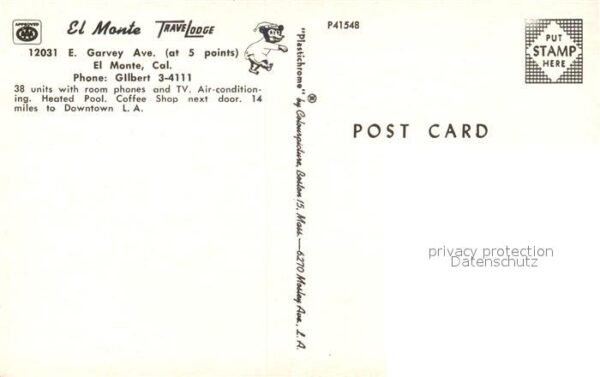 APPROVED
AAA
El Monte TRAVELODGE
12031 E. Garvey Ave. (at 5 points)
El Monte, Cal.
Phone: GIlbert 3-4111
38 units with room phones and TV. Air-condition-
ing. Heated Pool. Coffee Shop next door. 14
miles to Downtown L. A.
"Plastichrome" ® by Colourpicture, Boston 15, Mass. — 6270 Mosley Ave., L. A.
P41548
PUT
STAMP
HERE
POST CARD
privacy protection
Datenschutz